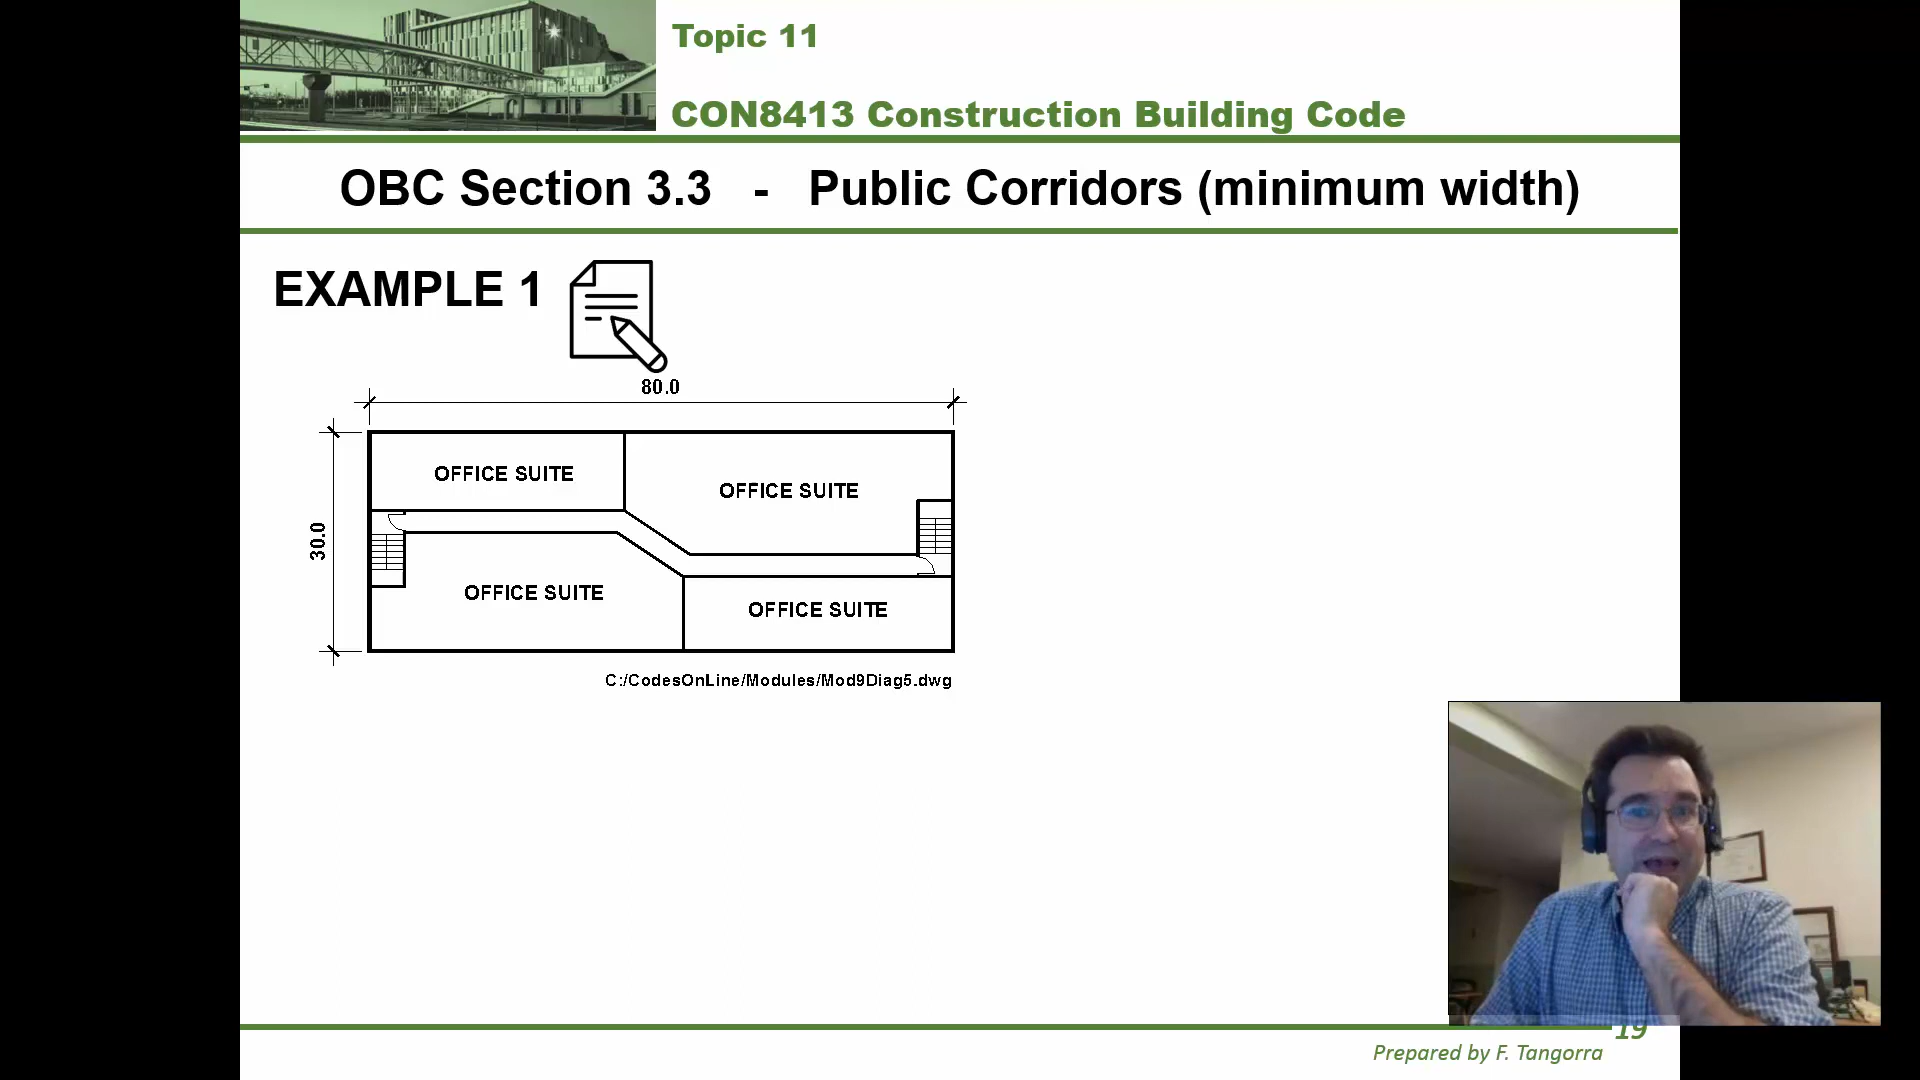 Topic 11
CON8413 Construction Building Code
OBC Section 3.3 - Public Corridors (minimum width)
EXAMPLE 1
80.0
30.0
OFFICE SUITE
OFFICE SUITE
OFFICE SUITE
OFFICE SUITE
C:/CodesOnLine/Modules/Mod9Diag5.dwg
19
Prepared by F. Tangorra